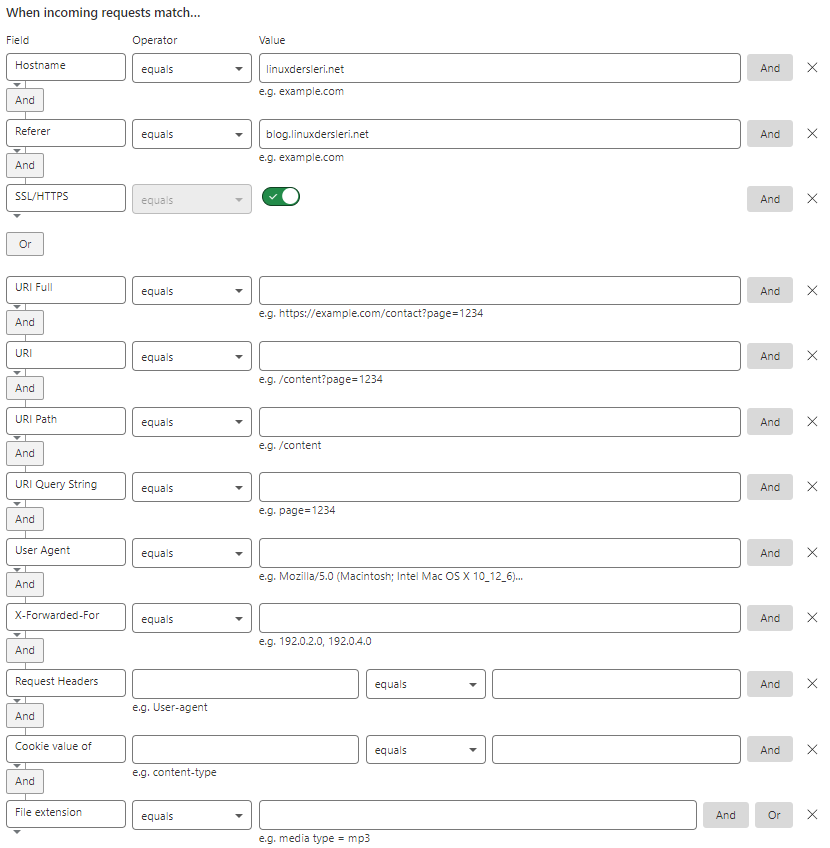 When incoming requests match...
Field Operator Value
Hostname equals linuxdersleri.net And
e.g. example.com
And
Referer equals blog.linuxdersleri.net And
e.g. example.com
And
SSL/HTTPS equals And
Or
URI Full equals And
e.g. https://example.com/contact?page=1234
And
URI equals And
e.g. /content?page=1234
And
URI Path equals And
e.g. /content
And
URI Query String equals And
e.g. page=1234
And
User Agent equals And
e.g. Mozilla/5.0 (Macintosh; Intel Mac OS X 10_12_6)...
And
X-Forwarded-For equals And
e.g. 192.0.2.0, 192.0.4.0
And
Request Headers equals And
e.g. User-agent
And
Cookie value of equals And
e.g. content-type
And
File extension equals And Or
e.g. media type = mp3